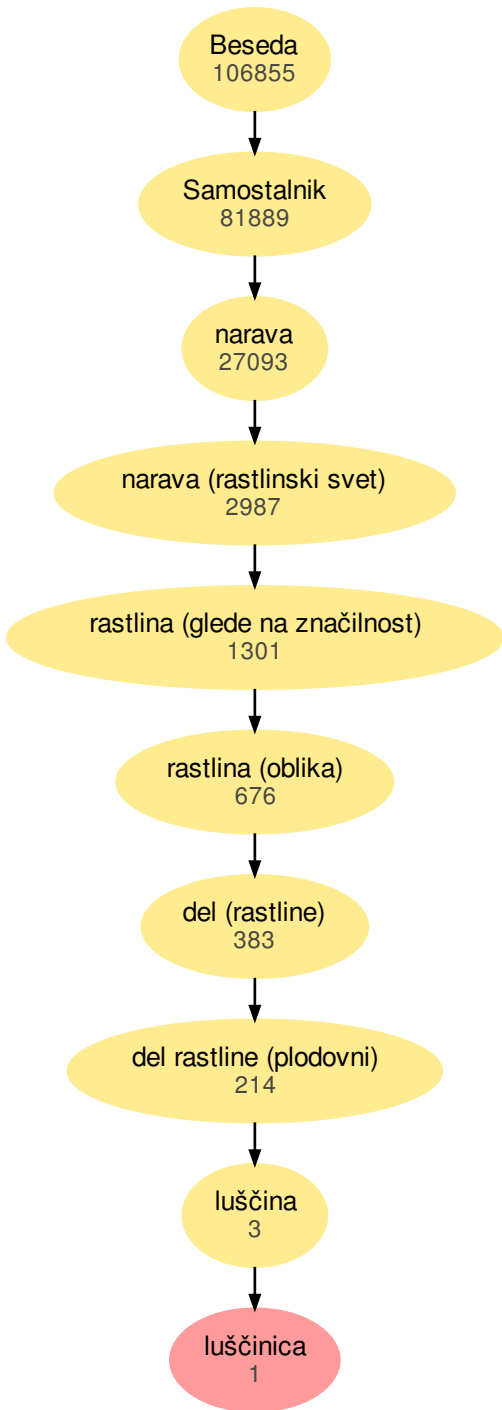 Beseda
106855
Samostalnik
81889
narava
27093
narava (rastlinski svet)
2987
rastlina (glede na značilnost)
1301
rastlina (oblika)
676
del (rastline)
383
del rastline (plodovni)
214
luščina
3
luščinica
1